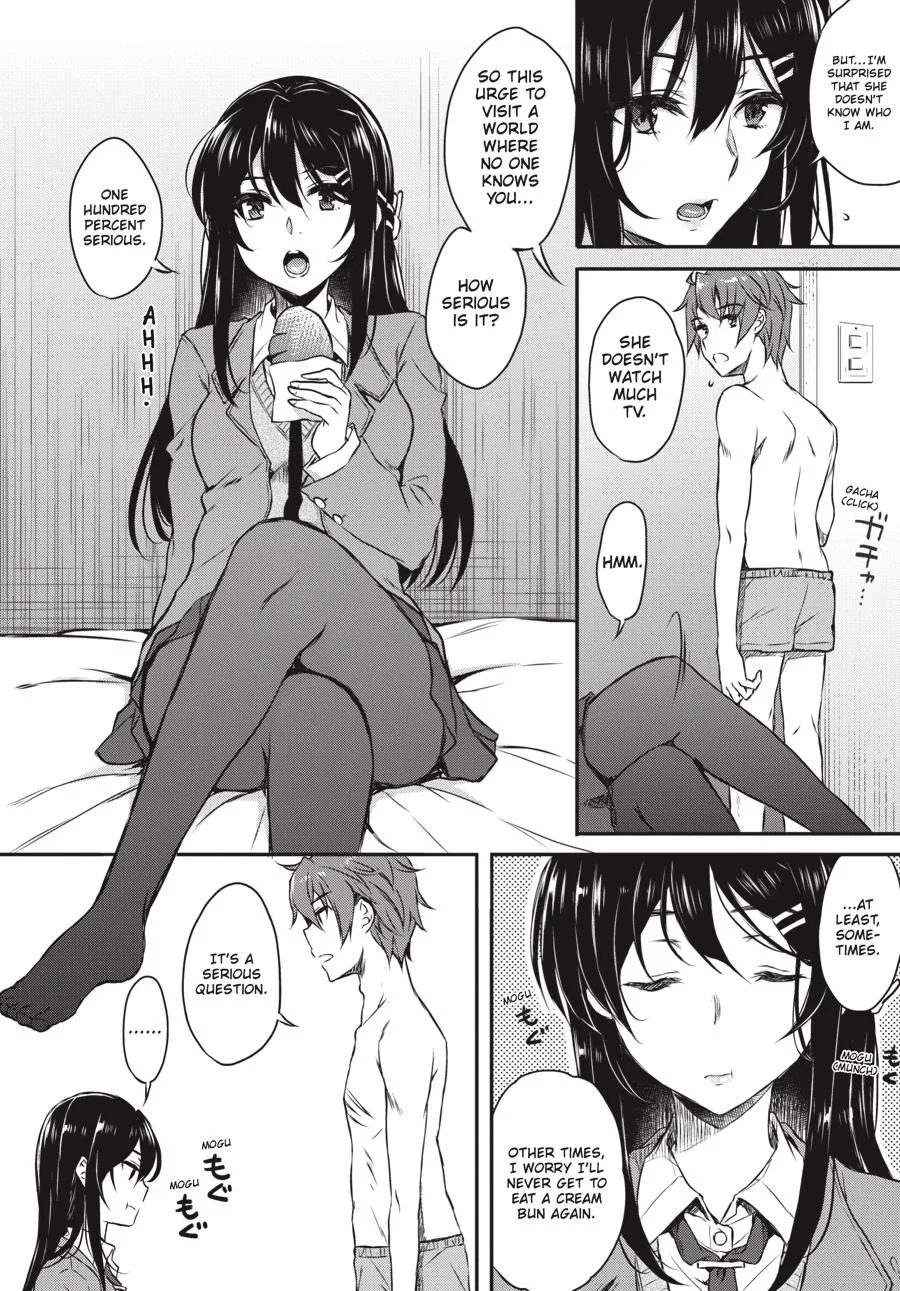 BUT...I'M
SURPRISED
THAT SHE
DOESN'T
KNOW WHO
I AM.
SHE
DOESN'T
WATCH
MUCH
TV.
GACHA
(CLICK)
ガチャ…
HMM.
SO THIS
URGE TO
VISIT A
WORLD
WHERE
NO ONE
KNOWS
YOU...
HOW
SERIOUS
IS IT?
ONE
HUNDRED
PERCENT
SERIOUS.
AHHH.
...AT
LEAST,
SOME-
TIMES.
MOGU
もぐ
MOGU
(MUNCH)
もぐ
OTHER TIMES,
I WORRY I'LL
NEVER GET TO
EAT A CREAM
BUN AGAIN.
IT'S A
SERIOUS
QUESTION.
......
MOGU
もぐ
MOGU
もぐ